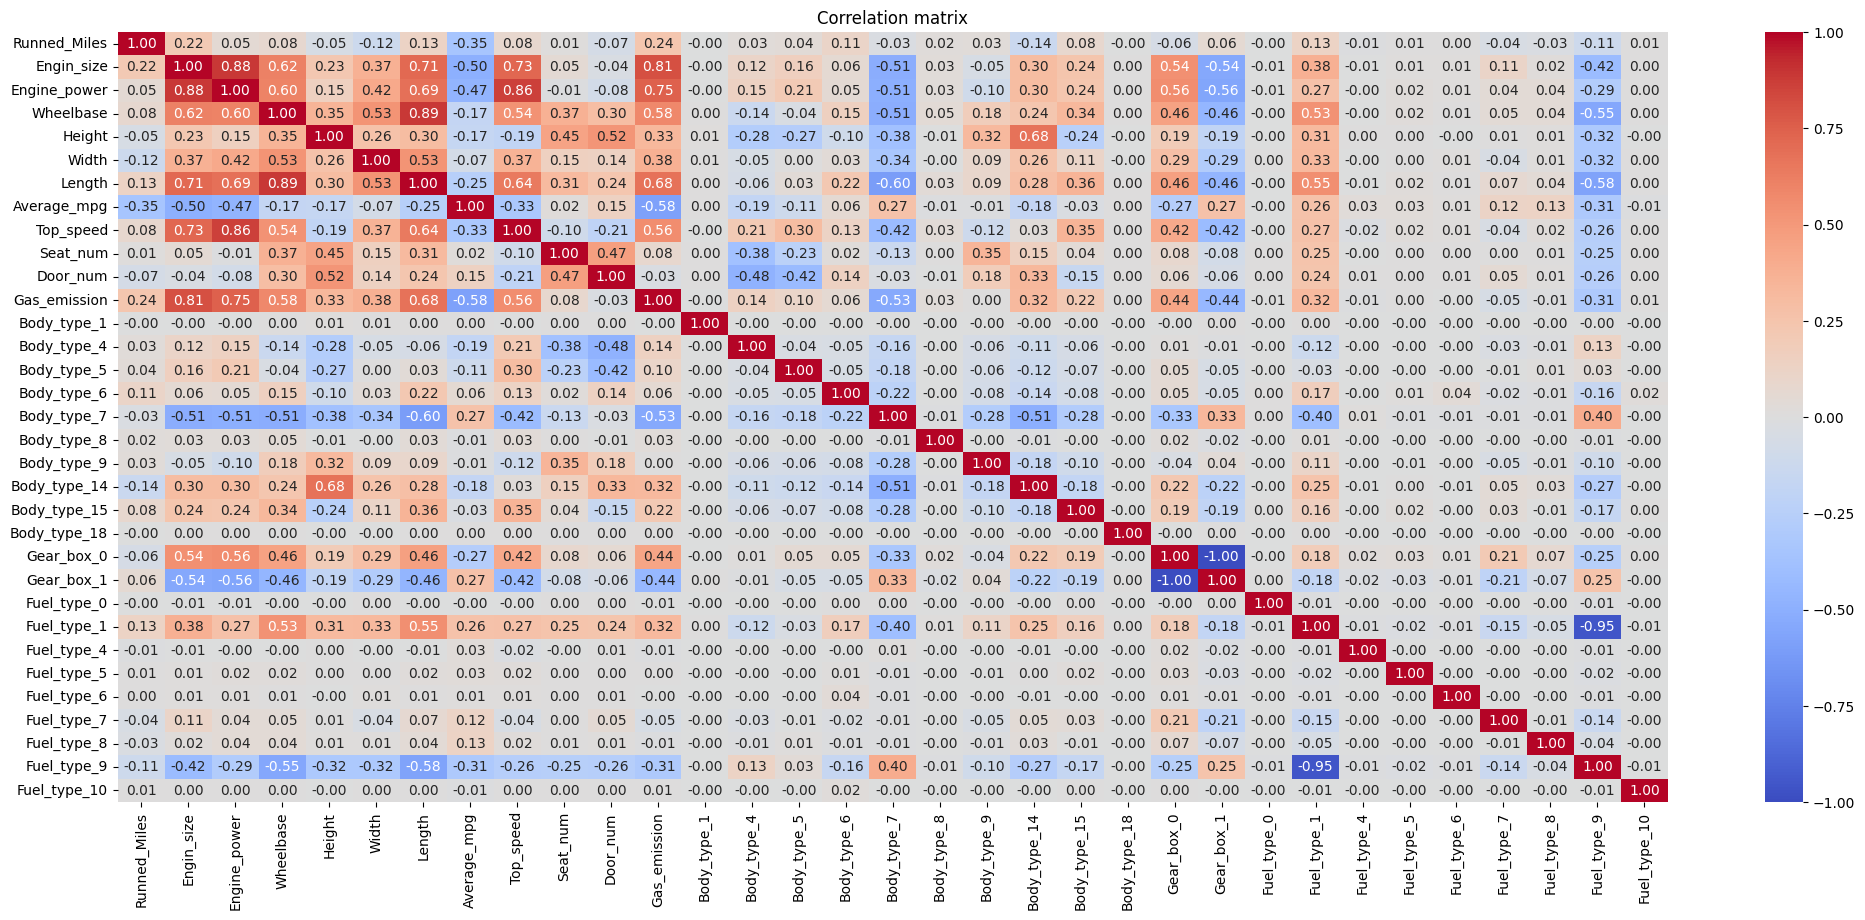 Correlation matrix
Runned_Miles 1.00 0.22 0.05 0.08 -0.05 -0.12 0.13 -0.35 0.08 0.01 -0.07 0.24 -0.00 0.03 0.04 0.11 -0.03 0.02 0.03 -0.14 0.08 -0.00 -0.06 0.06 -0.00 0.13 -0.01 0.01 0.00 -0.04 -0.03 -0.11 0.01
Engin_size 0.22 1.00 0.88 0.62 0.23 0.37 0.71 -0.50 0.73 0.05 -0.04 0.81 -0.00 0.12 0.16 0.06 -0.51 0.03 -0.05 0.30 0.24 -0.00 0.54 -0.54 -0.01 0.38 -0.01 0.01 0.01 0.11 0.02 -0.42 0.00
Engine_power 0.05 0.88 1.00 0.60 0.15 0.42 0.69 -0.47 0.86 -0.01 -0.08 0.75 -0.00 0.15 0.21 0.05 -0.51 0.03 -0.10 0.30 0.24 -0.00 0.56 -0.56 -0.01 0.27 -0.00 0.02 0.01 0.04 0.04 -0.29 0.00
Wheelbase 0.08 0.62 0.60 1.00 0.35 0.53 0.89 -0.17 0.54 0.37 0.30 0.58 0.00 -0.14 -0.04 0.15 -0.51 0.05 0.18 0.24 0.34 -0.00 0.46 -0.46 -0.00 0.53 -0.00 0.02 0.01 0.05 0.04 -0.55 0.00
Height -0.05 0.23 0.15 0.35 1.00 0.26 0.30 -0.17 -0.19 0.45 0.52 0.33 0.01 -0.28 -0.27 -0.10 -0.38 -0.01 0.32 0.68 -0.24 0.00 0.19 -0.19 -0.00 0.31 0.00 0.00 -0.00 0.01 0.01 -0.32 0.00
Width -0.12 0.37 0.42 0.53 0.26 1.00 0.53 -0.07 0.37 0.15 0.14 0.38 0.01 -0.05 0.00 0.03 -0.34 -0.00 0.09 0.26 0.11 -0.00 0.29 -0.29 0.00 0.33 -0.00 0.00 0.01 -0.04 0.01 -0.32 0.00
Length 0.13 0.71 0.69 0.89 0.30 0.53 1.00 -0.25 0.64 0.31 0.24 0.68 0.00 -0.06 0.03 0.22 -0.60 0.03 0.09 0.28 0.36 0.00 0.46 -0.46 -0.00 0.55 -0.01 0.02 0.01 0.07 0.04 -0.58 0.00
Average_mpg -0.35 -0.50 -0.47 -0.17 -0.17 -0.07 -0.25 1.00 -0.33 0.02 0.15 -0.58 0.00 -0.19 -0.11 0.06 0.27 -0.00 -0.01 -0.18 -0.03 0.00 -0.27 0.27 -0.00 0.26 0.03 0.03 0.01 0.12 0.13 -0.31 -0.01
Top_speed 0.08 0.73 0.86 0.54 -0.19 0.37 0.64 -0.33 1.00 -0.10 -0.21 0.56 -0.00 0.21 0.30 0.13 -0.42 0.03 -0.12 0.03 0.35 -0.00 0.42 -0.42 -0.00 0.27 -0.02 0.02 0.01 -0.04 0.02 -0.26 0.00
Seat_num 0.01 0.05 -0.01 0.37 0.45 0.15 0.31 0.02 -0.10 1.00 0.47 0.08 0.00 -0.38 -0.23 0.02 -0.13 0.00 0.35 0.15 0.04 0.00 0.08 -0.08 0.00 0.25 -0.00 0.01 0.00 0.00 0.01 -0.25 0.00
Door_num -0.07 -0.04 -0.08 0.30 0.52 0.14 0.24 0.15 -0.21 0.47 1.00 -0.03 0.00 -0.48 -0.42 0.14 -0.03 -0.01 0.18 0.33 -0.15 0.00 0.06 -0.06 0.00 0.24 0.01 0.00 0.01 0.05 0.01 -0.26 0.00
Gas_emission 0.24 0.81 0.75 0.58 0.33 0.38 0.68 -0.58 0.56 0.08 -0.03 1.00 -0.00 0.14 0.10 0.06 -0.53 0.03 0.00 0.32 0.22 0.00 0.44 -0.44 -0.01 0.32 -0.01 0.00 -0.00 -0.05 -0.01 -0.31 0.01
Body_type_1 -0.00 -0.00 -0.00 0.00 0.01 0.01 0.00 0.00 -0.00 0.00 0.00 -0.00 1.00 -0.00 -0.00 -0.00 -0.00 -0.00 -0.00 -0.00 -0.00 -0.00 -0.00 0.00 -0.00 0.00 -0.00 -0.00 -0.00 -0.00 -0.00 -0.00 -0.00
Body_type_4 0.03 0.12 0.15 -0.14 -0.28 -0.05 -0.06 -0.19 0.21 -0.38 -0.48 0.14 -0.00 1.00 -0.04 -0.05 -0.16 -0.00 -0.06 -0.11 -0.06 -0.00 0.01 -0.01 -0.00 -0.12 -0.00 -0.00 -0.00 -0.03 -0.01 0.13 -0.00
Body_type_5 0.04 0.16 0.21 -0.04 -0.27 0.00 0.03 -0.11 0.30 -0.23 -0.42 0.10 -0.00 -0.04 1.00 -0.05 -0.18 -0.00 -0.06 -0.12 -0.07 -0.00 0.05 -0.05 -0.00 -0.03 -0.00 -0.00 -0.00 -0.01 0.01 0.03 -0.00
Body_type_6 0.11 0.06 0.05 0.15 -0.10 0.03 0.22 0.06 0.13 0.02 0.14 0.06 -0.00 -0.05 -0.05 1.00 -0.22 -0.00 -0.08 -0.14 -0.08 -0.00 0.05 -0.05 -0.00 0.17 -0.00 0.01 0.04 -0.02 -0.01 -0.16 0.02
Body_type_7 -0.03 -0.51 -0.51 -0.51 -0.38 -0.34 -0.60 0.27 -0.42 -0.13 -0.03 -0.53 -0.00 -0.16 -0.18 -0.22 1.00 -0.01 -0.28 -0.51 -0.28 -0.00 -0.33 0.33 0.00 -0.40 0.01 -0.01 -0.01 -0.01 -0.01 0.40 -0.00
Body_type_8 0.02 0.03 0.03 0.05 -0.01 -0.00 0.03 -0.00 0.03 0.00 -0.01 0.03 -0.00 -0.00 -0.00 -0.00 -0.01 1.00 -0.00 -0.01 -0.00 -0.00 0.02 -0.02 -0.00 0.01 -0.00 -0.00 -0.00 -0.00 -0.00 -0.01 -0.00
Body_type_9 0.03 -0.05 -0.10 0.18 0.32 0.09 0.09 -0.01 -0.12 0.35 0.18 0.00 -0.00 -0.06 -0.06 -0.08 -0.28 -0.00 1.00 -0.18 -0.10 -0.00 -0.04 0.04 -0.00 0.11 -0.00 -0.01 -0.00 -0.05 -0.01 -0.10 -0.00
Body_type_14 -0.14 0.30 0.30 0.24 0.68 0.26 0.28 -0.18 0.03 0.15 0.33 0.32 -0.00 -0.11 -0.12 -0.14 -0.51 -0.01 -0.18 1.00 -0.18 -0.00 0.22 -0.22 -0.00 0.25 -0.01 0.00 -0.00 0.05 0.03 -0.27 -0.00
Body_type_15 0.08 0.24 0.24 0.34 -0.24 0.11 0.36 -0.03 0.35 0.04 -0.15 0.22 -0.00 -0.06 -0.07 -0.08 -0.28 -0.00 -0.10 -0.18 1.00 -0.00 0.19 -0.19 0.00 0.16 -0.00 0.02 -0.00 0.03 -0.01 -0.17 -0.00
Body_type_18 -0.00 -0.00 -0.00 -0.00 0.00 -0.00 0.00 0.00 -0.00 0.00 0.00 0.00 -0.00 -0.00 -0.00 -0.00 -0.00 -0.00 -0.00 -0.00 -0.00 1.00 -0.00 0.00 -0.00 0.00 -0.00 -0.00 -0.00 -0.00 -0.00 -0.00 -0.00
Gear_box_0 -0.06 0.54 0.56 0.46 0.19 0.29 0.46 -0.27 0.42 0.08 0.06 0.44 -0.00 0.01 0.05 0.05 -0.33 0.02 -0.04 0.22 0.19 -0.00 1.00 -1.00 -0.00 0.18 0.02 0.03 0.01 0.21 0.07 -0.25 0.00
Gear_box_1 0.06 -0.54 -0.56 -0.46 -0.19 -0.29 -0.46 0.27 -0.42 -0.08 -0.06 -0.44 0.00 -0.01 -0.05 -0.05 0.33 -0.02 0.04 -0.22 -0.19 0.00 -1.00 1.00 0.00 -0.18 -0.02 -0.03 -0.01 -0.21 -0.07 0.25 -0.00
Fuel_type_0 -0.00 -0.01 -0.01 -0.00 -0.00 0.00 -0.00 -0.00 -0.00 0.00 0.00 -0.01 -0.00 -0.00 -0.00 -0.00 0.00 -0.00 -0.00 -0.00 0.00 -0.00 -0.00 0.00 1.00 -0.01 -0.00 -0.00 -0.00 -0.00 -0.00 -0.01 -0.00
Fuel_type_1 0.13 0.38 0.27 0.53 0.31 0.33 0.55 0.26 0.27 0.25 0.24 0.32 0.00 -0.12 -0.03 0.17 -0.40 0.01 0.11 0.25 0.16 0.00 0.18 -0.18 -0.01 1.00 -0.01 -0.02 -0.01 -0.15 -0.05 -0.95 -0.01
Fuel_type_4 -0.01 -0.01 -0.00 -0.00 0.00 -0.00 -0.01 0.03 -0.02 -0.00 0.01 -0.01 -0.00 -0.00 -0.00 -0.00 0.01 -0.00 -0.00 -0.01 -0.00 -0.00 0.02 -0.02 -0.00 -0.01 1.00 -0.00 -0.00 -0.00 -0.00 -0.01 -0.00
Fuel_type_5 0.01 0.01 0.02 0.02 0.00 0.00 0.02 0.03 0.02 0.01 0.00 0.00 -0.00 -0.00 -0.00 0.01 -0.01 -0.00 -0.01 0.00 0.02 -0.00 0.03 -0.03 -0.00 -0.02 -0.00 1.00 -0.00 -0.00 -0.00 -0.02 -0.00
Fuel_type_6 0.00 0.01 0.01 0.01 -0.00 0.01 0.01 0.01 0.01 0.00 0.01 -0.00 -0.00 -0.00 -0.00 0.04 -0.01 -0.00 -0.00 -0.00 -0.00 -0.00 0.01 -0.01 -0.00 -0.01 -0.00 -0.00 1.00 -0.00 -0.00 -0.01 -0.00
Fuel_type_7 -0.04 0.11 0.04 0.05 0.01 -0.04 0.07 0.12 -0.04 0.00 0.05 -0.05 -0.00 -0.03 -0.01 -0.02 -0.01 -0.00 -0.05 0.05 0.03 -0.00 0.21 -0.21 -0.00 -0.15 -0.00 -0.00 -0.00 1.00 -0.01 -0.14 -0.00
Fuel_type_8 -0.03 0.02 0.04 0.04 0.01 0.01 0.04 0.13 0.02 0.01 0.01 -0.01 -0.00 -0.01 0.01 -0.01 -0.01 -0.00 -0.01 0.03 -0.01 -0.00 0.07 -0.07 -0.00 -0.05 -0.00 -0.00 -0.00 -0.01 1.00 -0.04 -0.00
Fuel_type_9 -0.11 -0.42 -0.29 -0.55 -0.32 -0.32 -0.58 -0.31 -0.26 -0.25 -0.26 -0.31 -0.00 0.13 0.03 -0.16 0.40 -0.01 -0.10 -0.27 -0.17 -0.00 -0.25 0.25 -0.01 -0.95 -0.01 -0.02 -0.01 -0.14 -0.04 1.00 -0.01
Fuel_type_10 0.01 0.00 0.00 0.00 0.00 0.00 0.00 -0.01 0.00 0.00 0.00 0.01 -0.00 -0.00 -0.00 0.02 -0.00 -0.00 -0.00 -0.00 -0.00 -0.00 0.00 -0.00 -0.00 -0.01 -0.00 -0.00 -0.00 -0.00 -0.00 -0.01 1.00
Runned_Miles
Engin_size
Engine_power
Wheelbase
Height
Width
Length
Average_mpg
Top_speed
Seat_num
Door_num
Gas_emission
Body_type_1
Body_type_4
Body_type_5
Body_type_6
Body_type_7
Body_type_8
Body_type_9
Body_type_14
Body_type_15
Body_type_18
Gear_box_0
Gear_box_1
Fuel_type_0
Fuel_type_1
Fuel_type_4
Fuel_type_5
Fuel_type_6
Fuel_type_7
Fuel_type_8
Fuel_type_9
Fuel_type_10
1.00
0.75
0.50
0.25
0.00
−0.25
−0.50
−0.75
−1.00